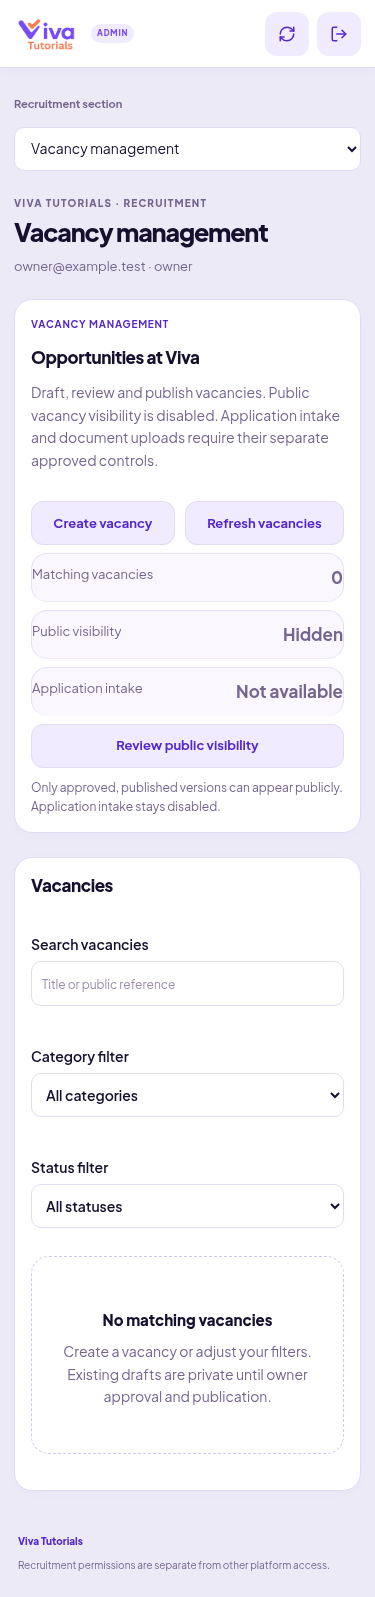 Viva
Tutorials
ADMIN
Recruitment section
Vacancy management
VIVA TUTORIALS · RECRUITMENT
Vacancy management
owner@example.test · owner
VACANCY MANAGEMENT
Opportunities at Viva
Draft, review and publish vacancies. Public
vacancy visibility is disabled. Application intake
and document uploads require their separate
approved controls.
Create vacancy
Refresh vacancies
Matching vacancies
0
Public visibility
Hidden
Application intake
Not available
Review public visibility
Only approved, published versions can appear publicly.
Application intake stays disabled.
Vacancies
Search vacancies
Title or public reference
Category filter
All categories
Status filter
All statuses
No matching vacancies
Create a vacancy or adjust your filters.
Existing drafts are private until owner
approval and publication.
Viva Tutorials
Recruitment permissions are separate from other platform access.